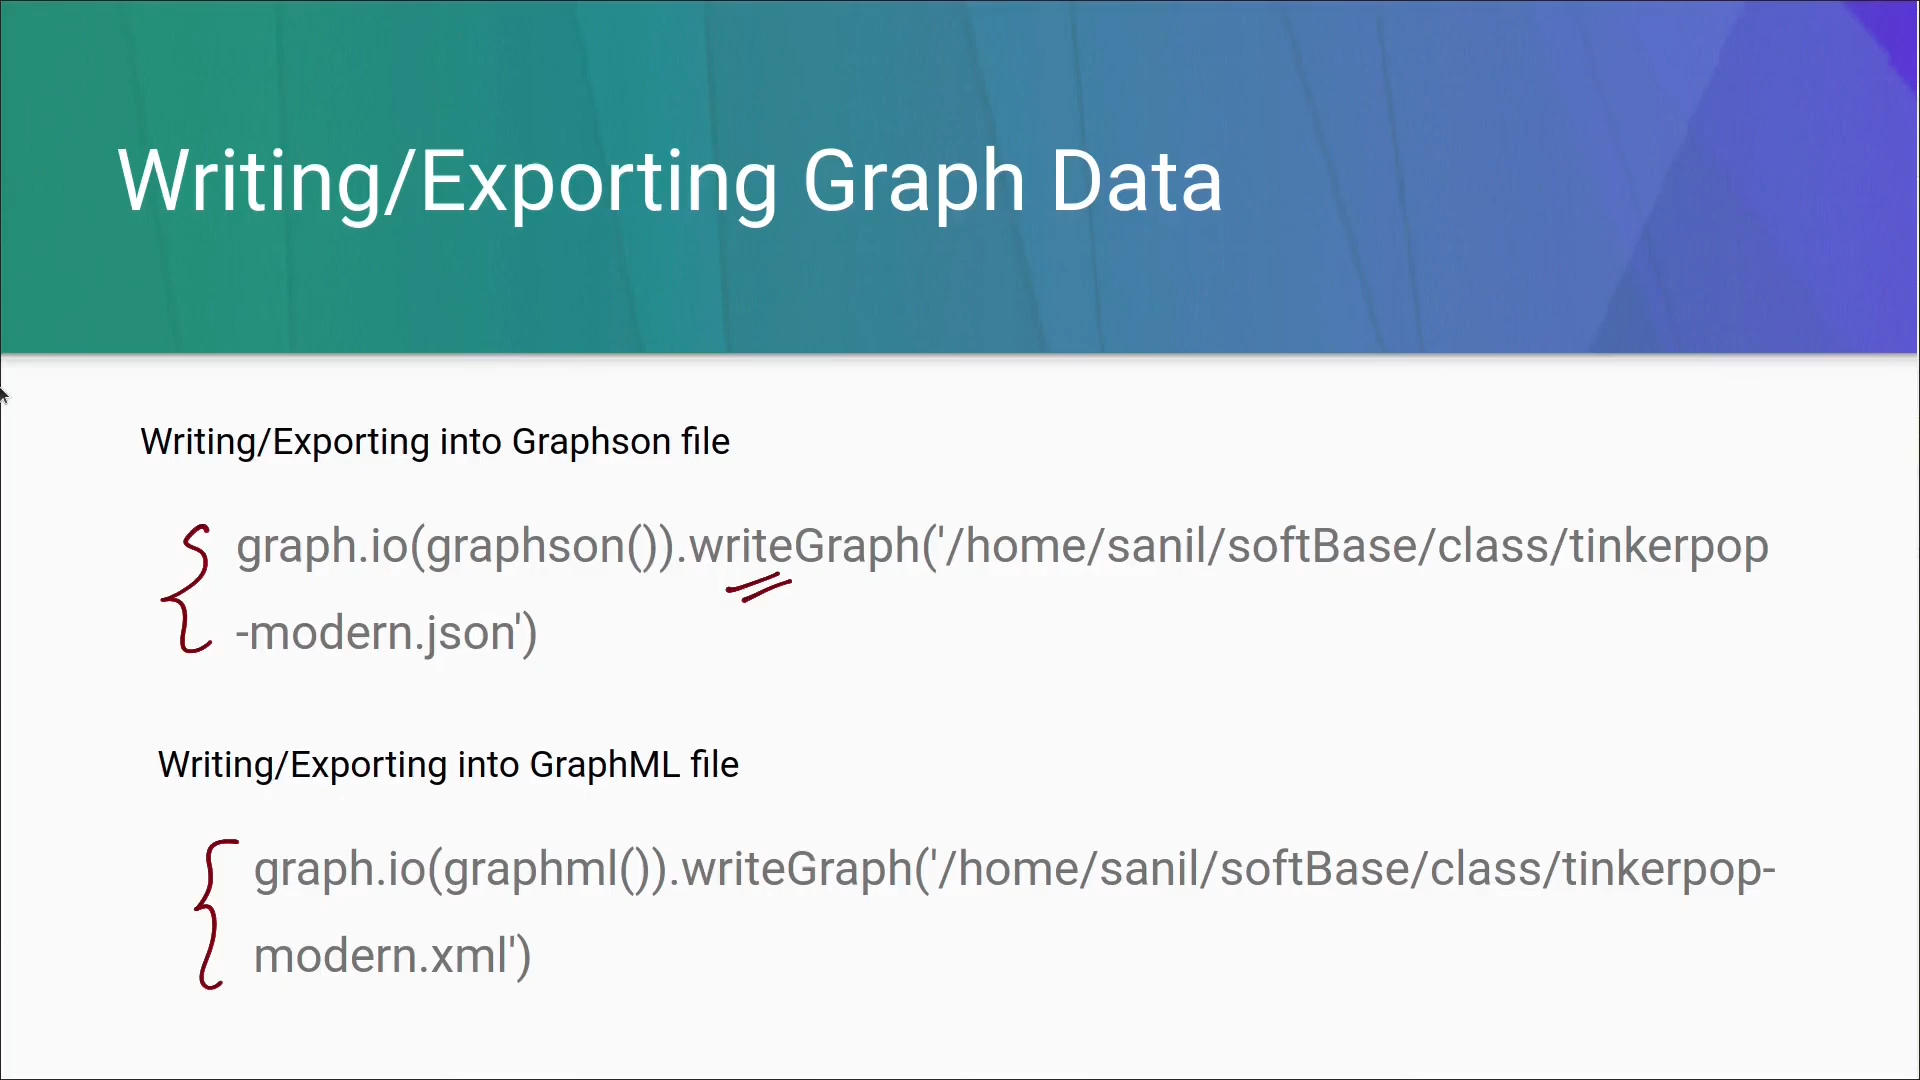 Writing/Exporting Graph Data
Writing/Exporting into Graphson file
graph.io(graphson()).writeGraph('/home/sanil/softBase/class/tinkerpop
-modern.json')
Writing/Exporting into GraphML file
graph.io(graphml()).writeGraph('/home/sanil/softBase/class/tinkerpop-
modern.xml')